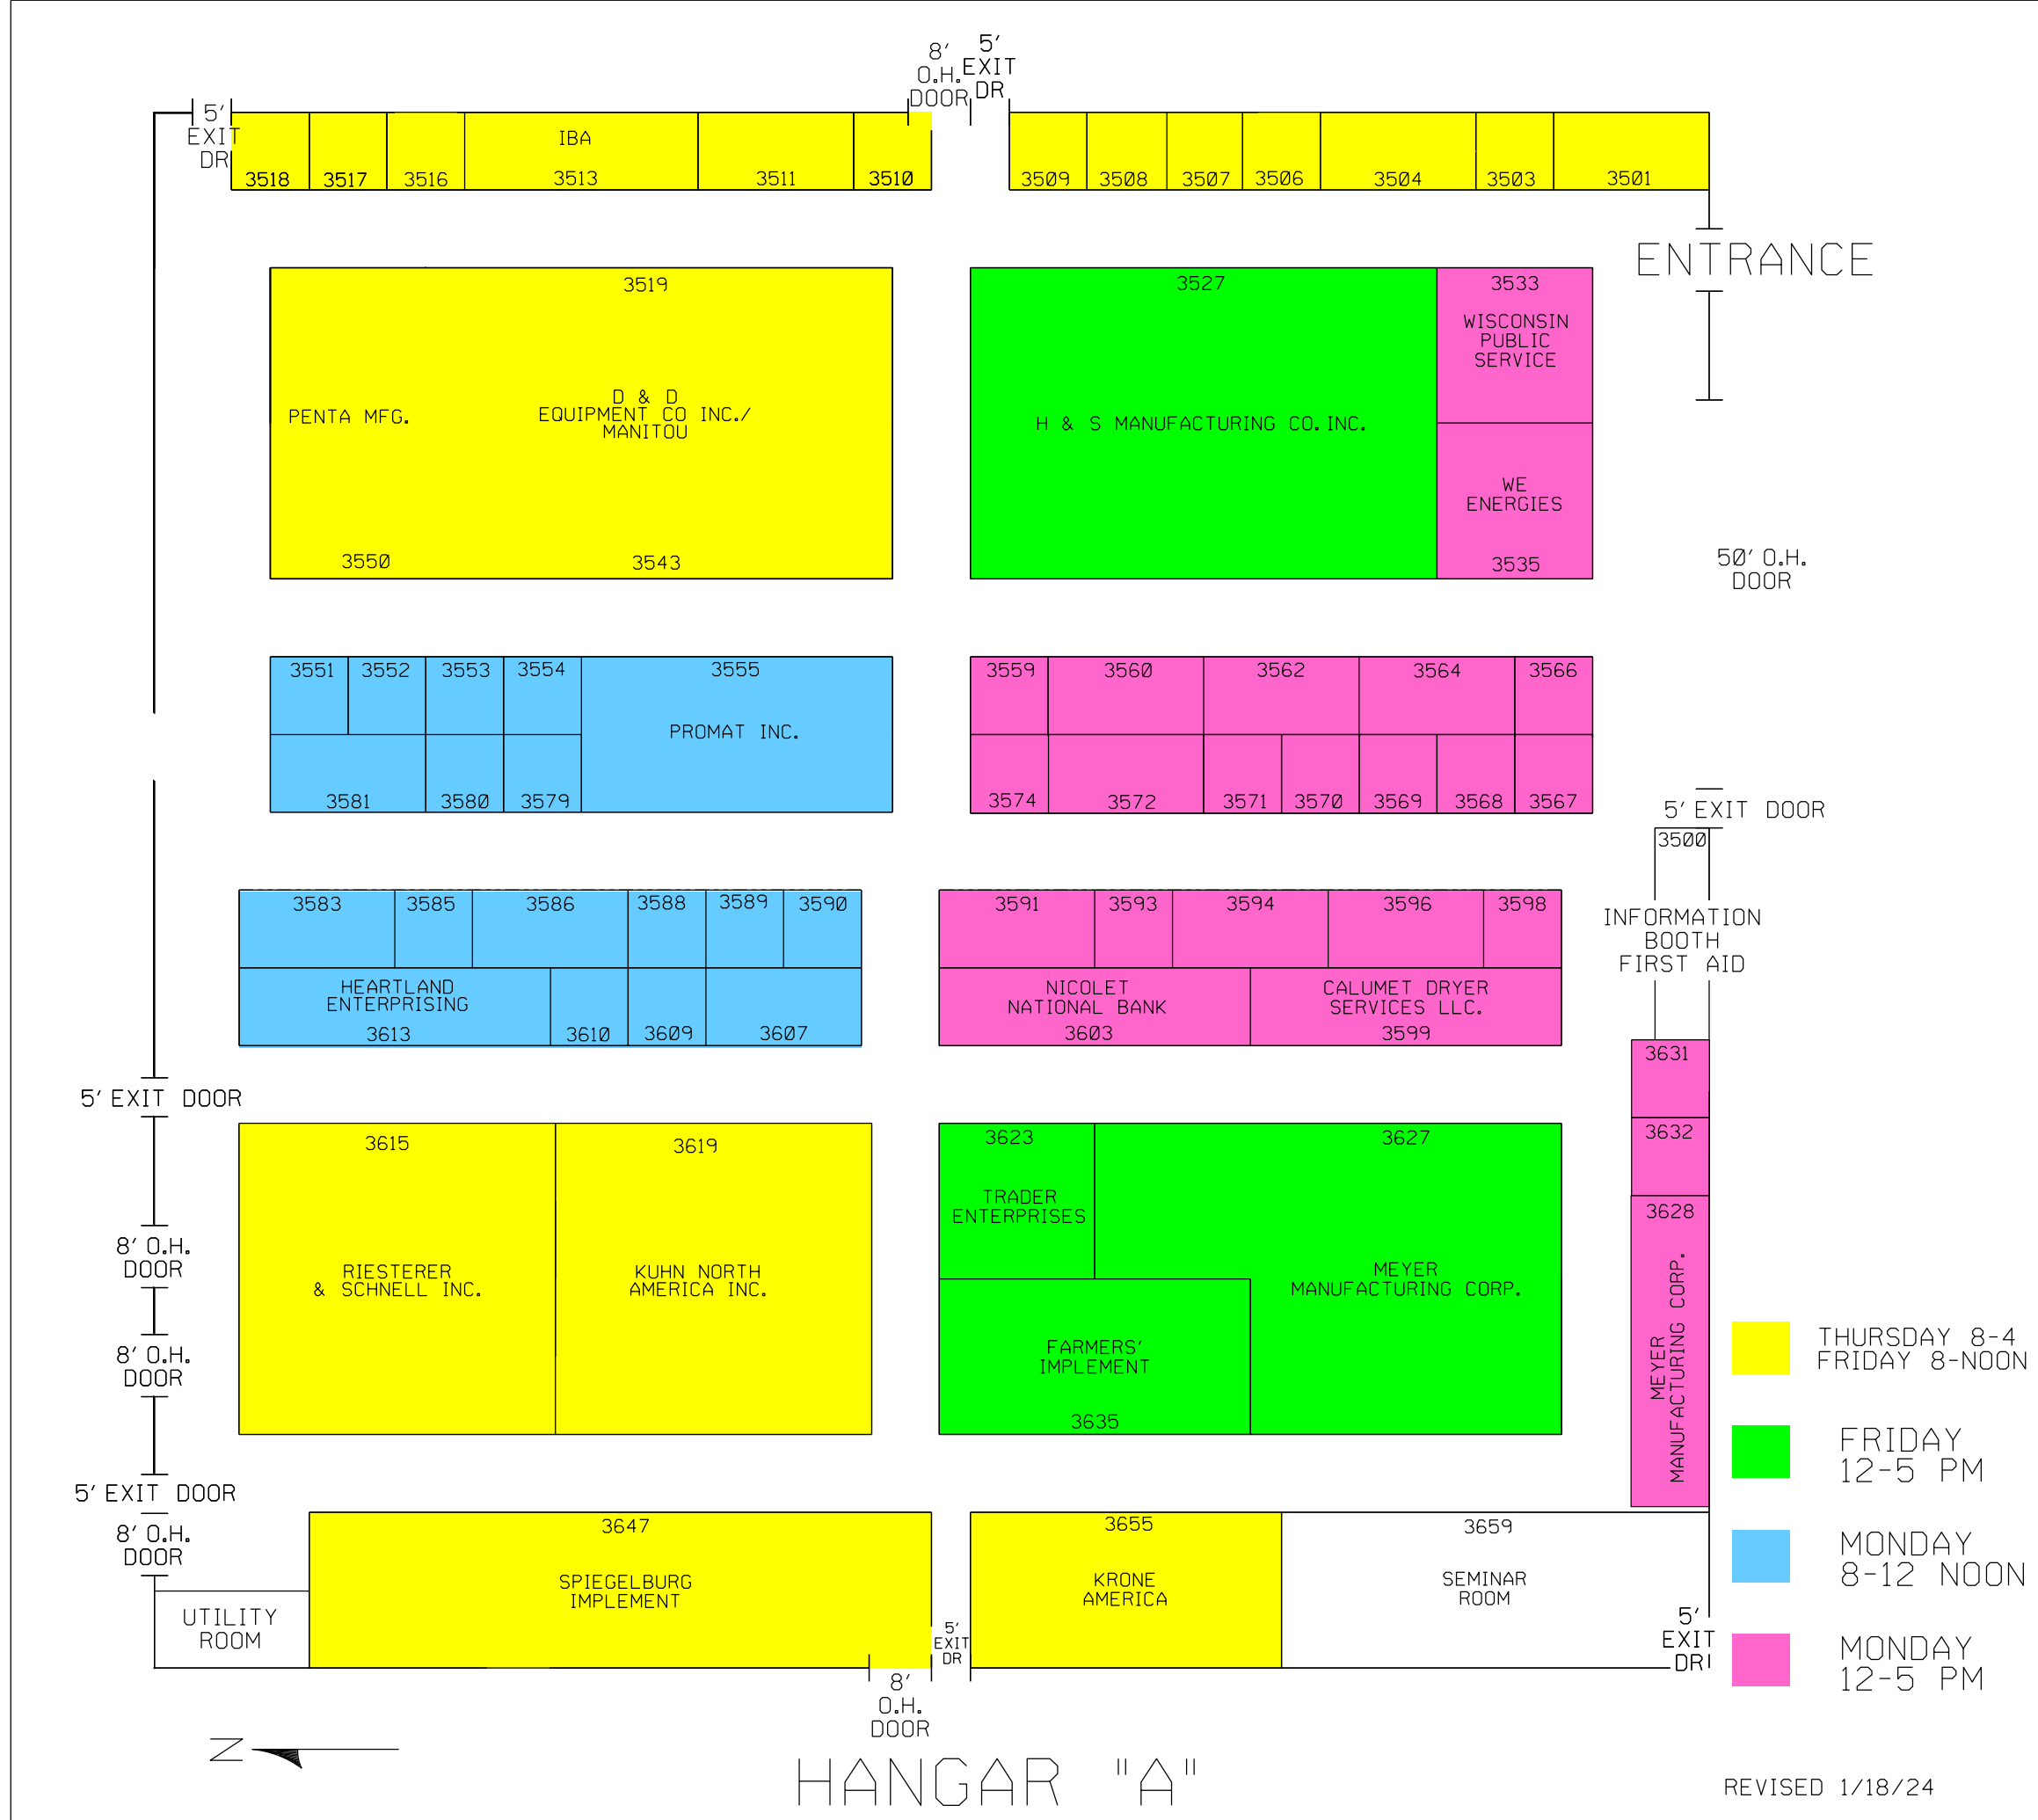 8' O.H. DOOR
5' EXIT DR
5' EXIT DR
IBA
3518 3517 3516 3513 3511 3510
3509 3508 3507 3506 3504 3503 3501
ENTRANCE
3519
3527
3533
WISCONSIN
PUBLIC
SERVICE
PENTA MFG.
D & D
EQUIPMENT CO INC./
MANITOU
H & S MANUFACTURING CO. INC.
WE
ENERGIES
3550 3543
3535
50' O.H.
DOOR
3551 3552 3553 3554 3555
3559 3560 3562 3564 3566
PROMAT INC.
3581 3580 3579
3574 3572 3571 3570 3569 3568 3567
5' EXIT DOOR
3500
3583 3585 3586 3588 3589 3590
3591 3593 3594 3596 3598
INFORMATION
BOOTH
FIRST AID
HEARTLAND
ENTERPRISING
3613 3610 3609 3607
NICOLET
NATIONAL BANK
3603
CALUMET DRYER
SERVICES LLC.
3599
3631
5' EXIT DOOR
3615 3619
3623 3627
3632
TRADER
ENTERPRISES
3628
8' O.H.
DOOR
RIESTERER
& SCHNELL INC.
KUHN NORTH
AMERICA INC.
MEYER
MANUFACTURING CORP.
MEYER
MANUFACTURING CORP.
8' O.H.
DOOR
FARMERS'
IMPLEMENT
3635
THURSDAY 8-4
FRIDAY 8-NOON
FRIDAY
12-5 PM
5' EXIT DOOR
8' O.H.
DOOR
3647
3655
3659
MONDAY
8-12 NOON
SPIEGELBURG
IMPLEMENT
KRONE
AMERICA
SEMINAR
ROOM
UTILITY
ROOM
5'
EXIT
DR
5'
EXIT
DR
MONDAY
12-5 PM
8'
O.H.
DOOR
N
HANGAR "A"
REVISED 1/18/24